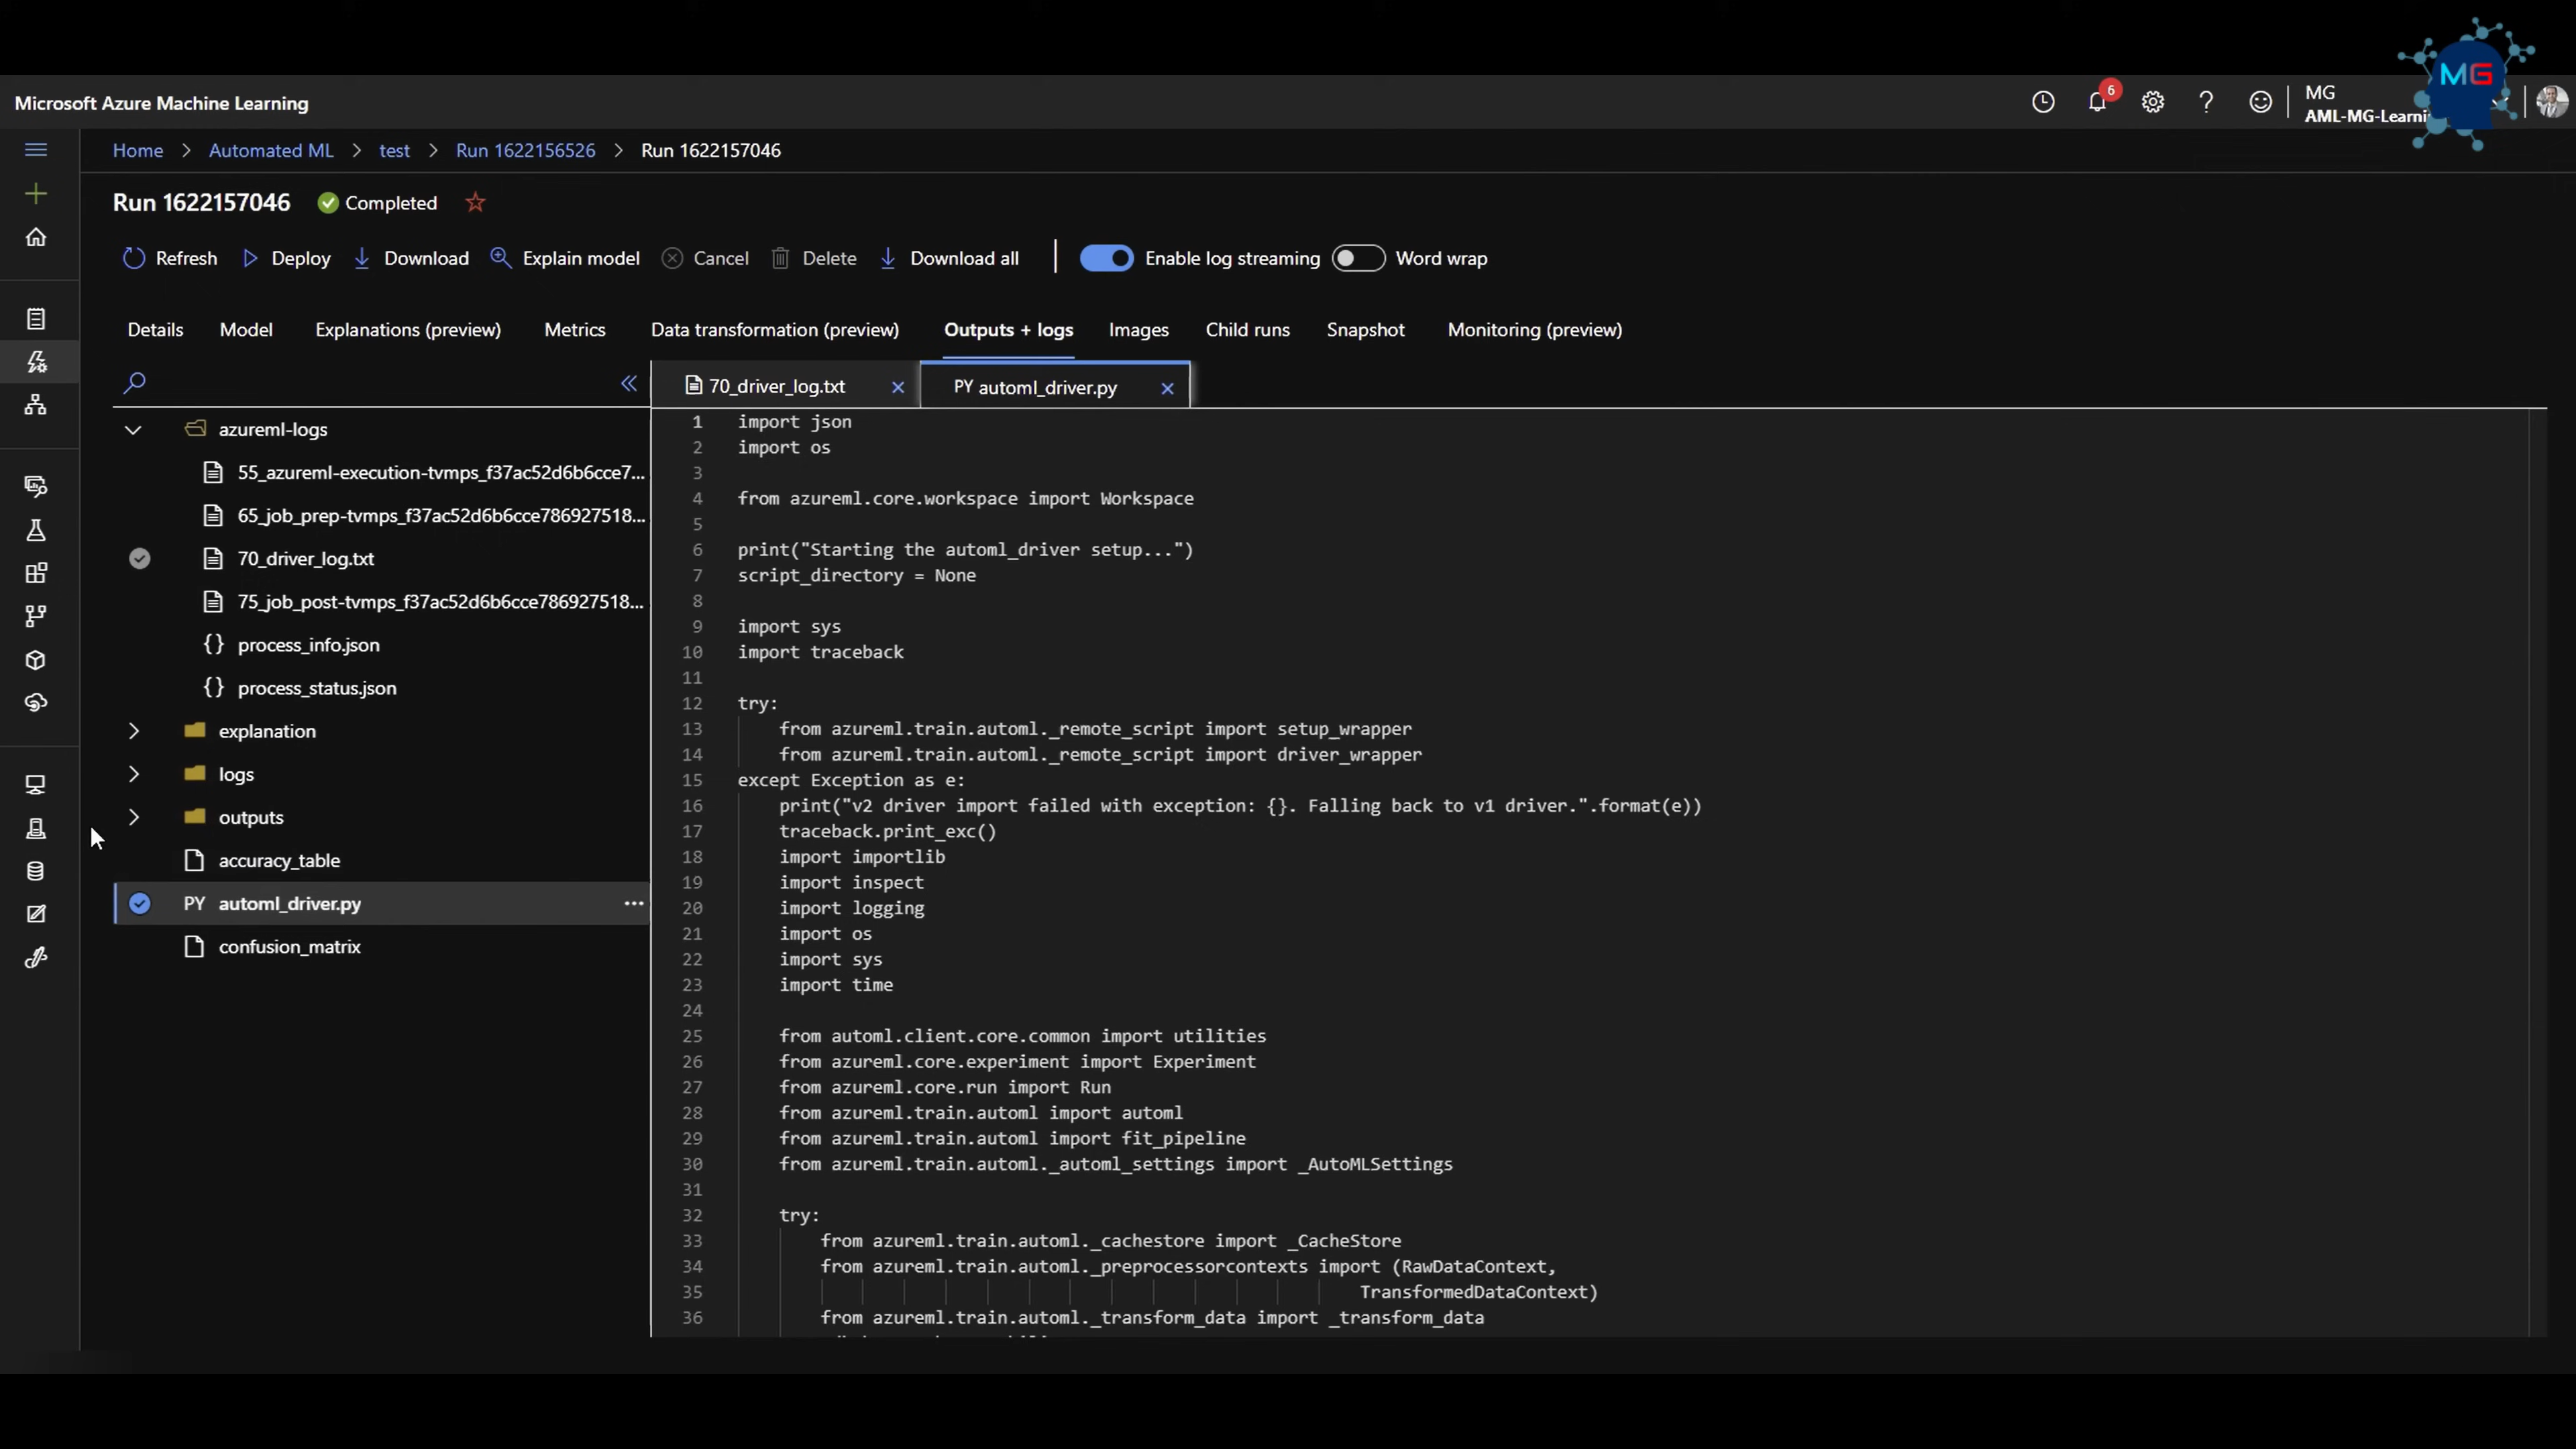 MG
Microsoft Azure Machine Learning
6
MG
AML-MG-Learni
Home > Automated ML > test > Run 1622156526 > Run 1622157046
Run 1622157046 Completed
Refresh Deploy Download Explain model Cancel Delete Download all Enable log streaming Word wrap
Details Model Explanations (preview) Metrics Data transformation (preview) Outputs + logs Images Child runs Snapshot Monitoring (preview)
70_driver_log.txt PY automl_driver.py
azureml-logs
55_azureml-execution-tvmps_f37ac52d6b6cce7...
65_job_prep-tvmps_f37ac52d6b6cce786927518...
70_driver_log.txt
75_job_post-tvmps_f37ac52d6b6cce786927518...
{} process_info.json
{} process_status.json
explanation
logs
outputs
accuracy_table
PY automl_driver.py ...
confusion_matrix
1 import json
2 import os
3
4 from azureml.core.workspace import Workspace
5
6 print("Starting the automl_driver setup...")
7 script_directory = None
8
9 import sys
10 import traceback
11
12 try:
13 from azureml.train.automl._remote_script import setup_wrapper
14 from azureml.train.automl._remote_script import driver_wrapper
15 except Exception as e:
16 print("v2 driver import failed with exception: {}. Falling back to v1 driver.".format(e))
17 traceback.print_exc()
18 import importlib
19 import inspect
20 import logging
21 import os
22 import sys
23 import time
24
25 from automl.client.core.common import utilities
26 from azureml.core.experiment import Experiment
27 from azureml.core.run import Run
28 from azureml.train.automl import automl
29 from azureml.train.automl import fit_pipeline
30 from azureml.train.automl._automl_settings import _AutoMLSettings
31
32 try:
33 from azureml.train.automl._cachestore import _CacheStore
34 from azureml.train.automl._preprocessorcontexts import (RawDataContext,
35 TransformedDataContext)
36 from azureml.train.automl._transform_data import _transform_data